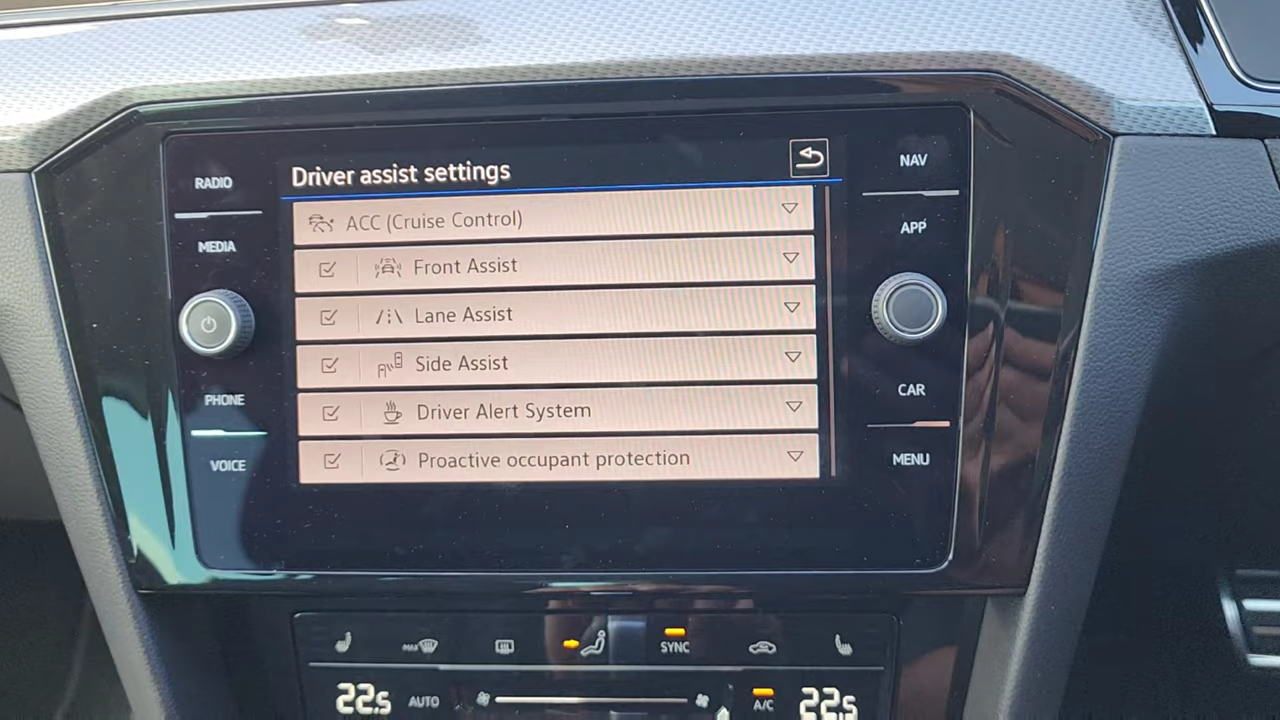 Driver assist settings
RADIO
MEDIA
PHONE
VOICE
ACC (Cruise Control)
Front Assist
Lane Assist
Side Assist
Driver Alert System
Proactive occupant protection
NAV
APP
CAR
MENU
MAX
SYNC
22.5
AUTO
A/C
22.5